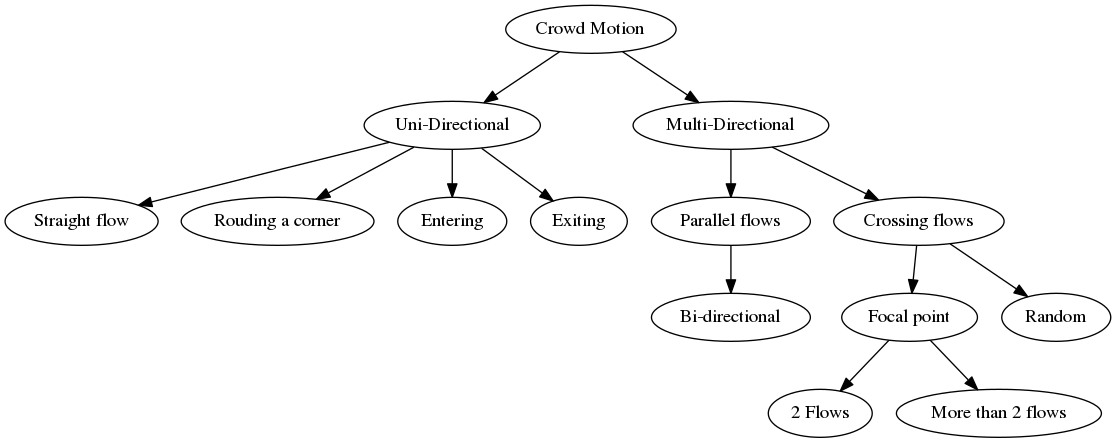 Crowd Motion
Uni-Directional
Multi-Directional
Straight flow
Rouding a corner
Entering
Exiting
Parallel flows
Crossing flows
Bi-directional
Focal point
Random
2 Flows
More than 2 flows